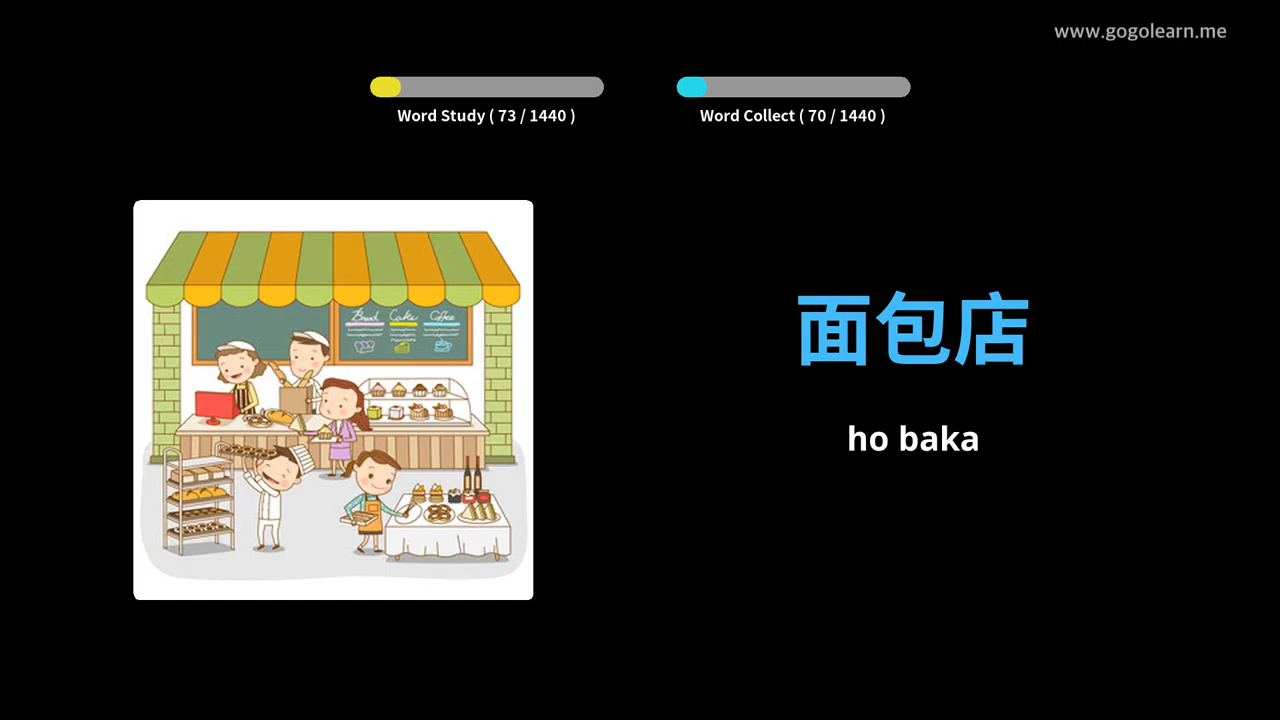 www.gogolearn.me
Word Study ( 73 / 1440 )
Word Collect ( 70 / 1440 )
Bread Cake Coffee
面包店
ho baka